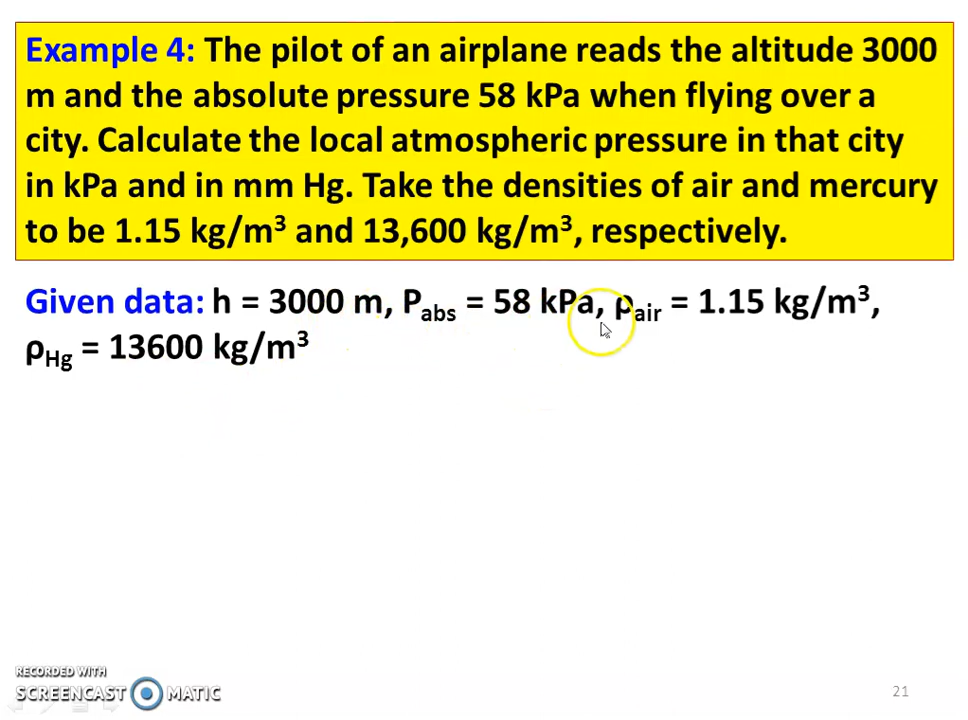 Example 4: The pilot of an airplane reads the altitude 3000
m and the absolute pressure 58 kPa when flying over a
city. Calculate the local atmospheric pressure in that city
in kPa and in mm Hg. Take the densities of air and mercury
to be 1.15 kg/m³ and 13,600 kg/m³, respectively.
Given data: h = 3000 m, Pabs = 58 kPa, ρair = 1.15 kg/m³,
ρHg = 13600 kg/m³
RECORDED WITH
SCREENCAST MATIC
21